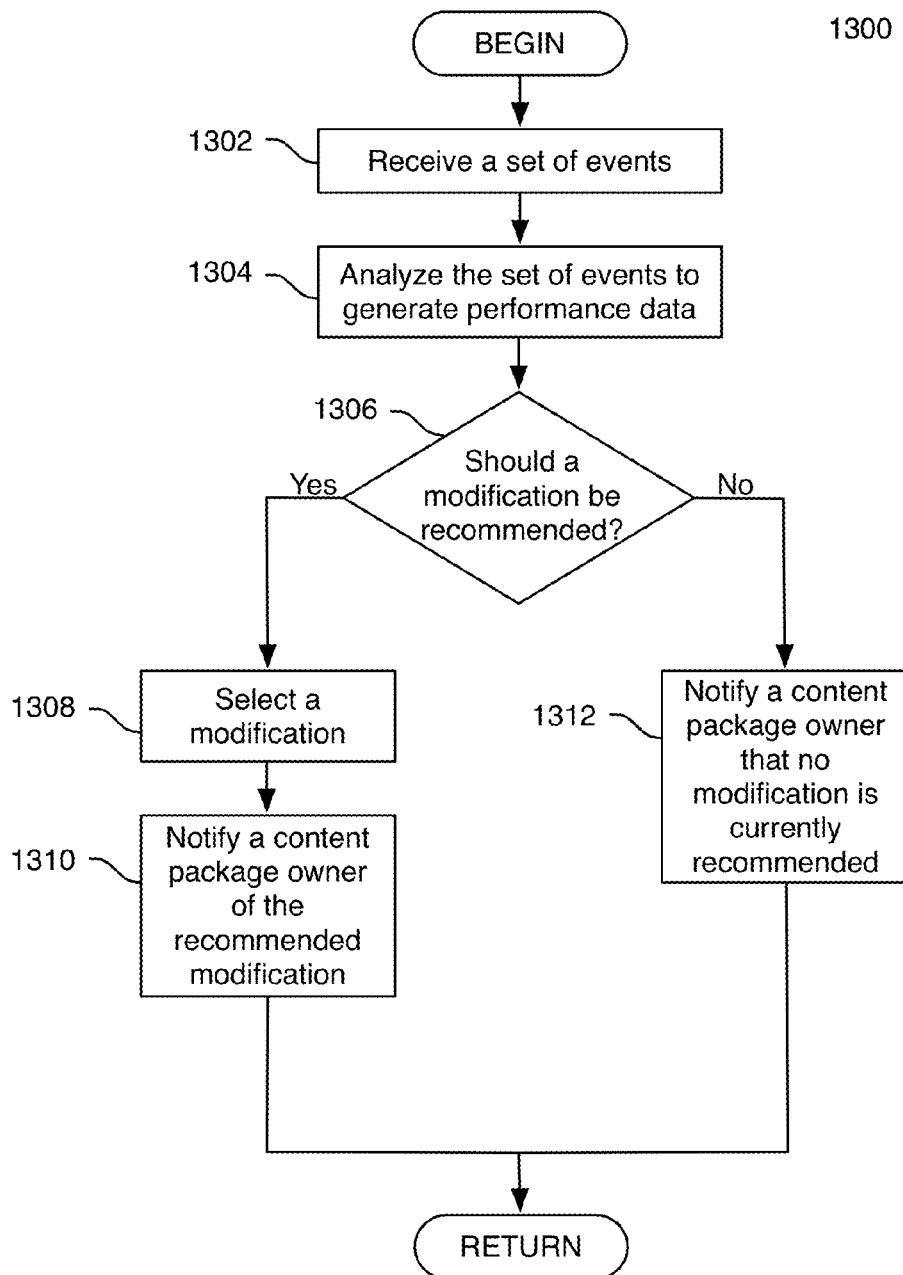 BEGIN
1300
1302
Receive a set of events
1304
Analyze the set of events to
generate performance data
1306
Should a
modification be
recommended?
Yes
No
1308
Select a
modification
1310
Notify a content
package owner
of the
recommended
modification
1312
Notify a content
package owner
that no
modification is
currently
recommended
RETURN